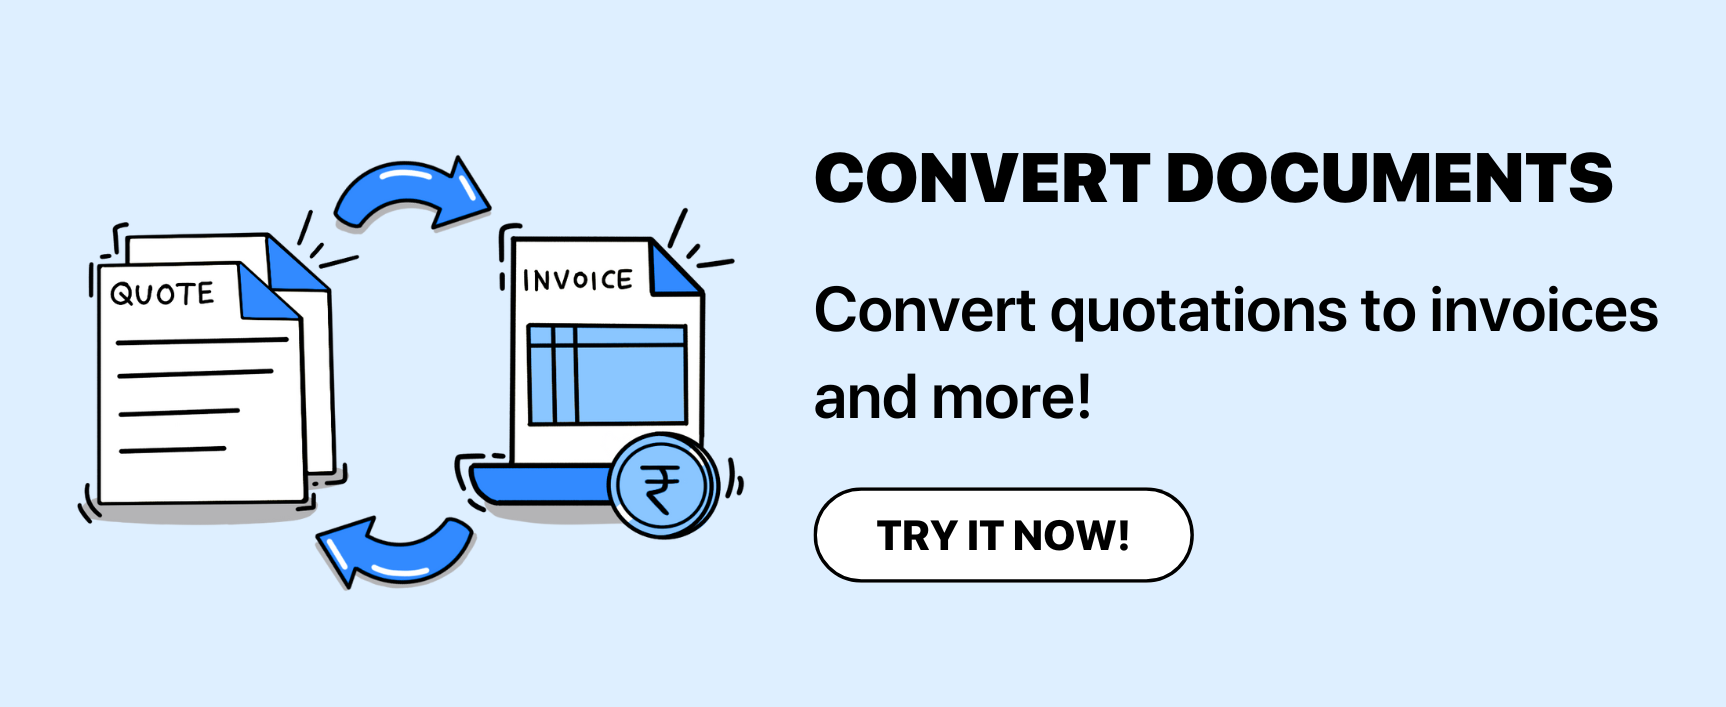 QUOTE
INVOICE
₹
CONVERT DOCUMENTS
Convert quotations to invoices
and more!
TRY IT NOW!